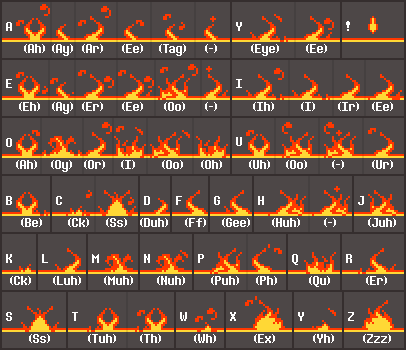 A (Ah) (Ay) (Ar) (Ee) (Tag) (-) Y (Eye) (Ee) !
E (Eh) (Ay) (Er) (Ee) (Oo) (-) I (Ih) (I) (Ir) (Ee)
O (Ah) (Oy) (Or) (I) (Oo) (Oh) U (Uh) (Oo) (-) (Ur)
B (Be) C (Ck) (Ss) D (Duh) F (Ff) G (Gee) H (Huh) (-) J (Juh)
K (Ck) L (Luh) M (Muh) N (Nuh) P (Puh) (Ph) Q (Qu) R (Er)
S (Ss) T (Tuh) (Th) W (Wh) X (Ex) Y (Yh) Z (Zzz)